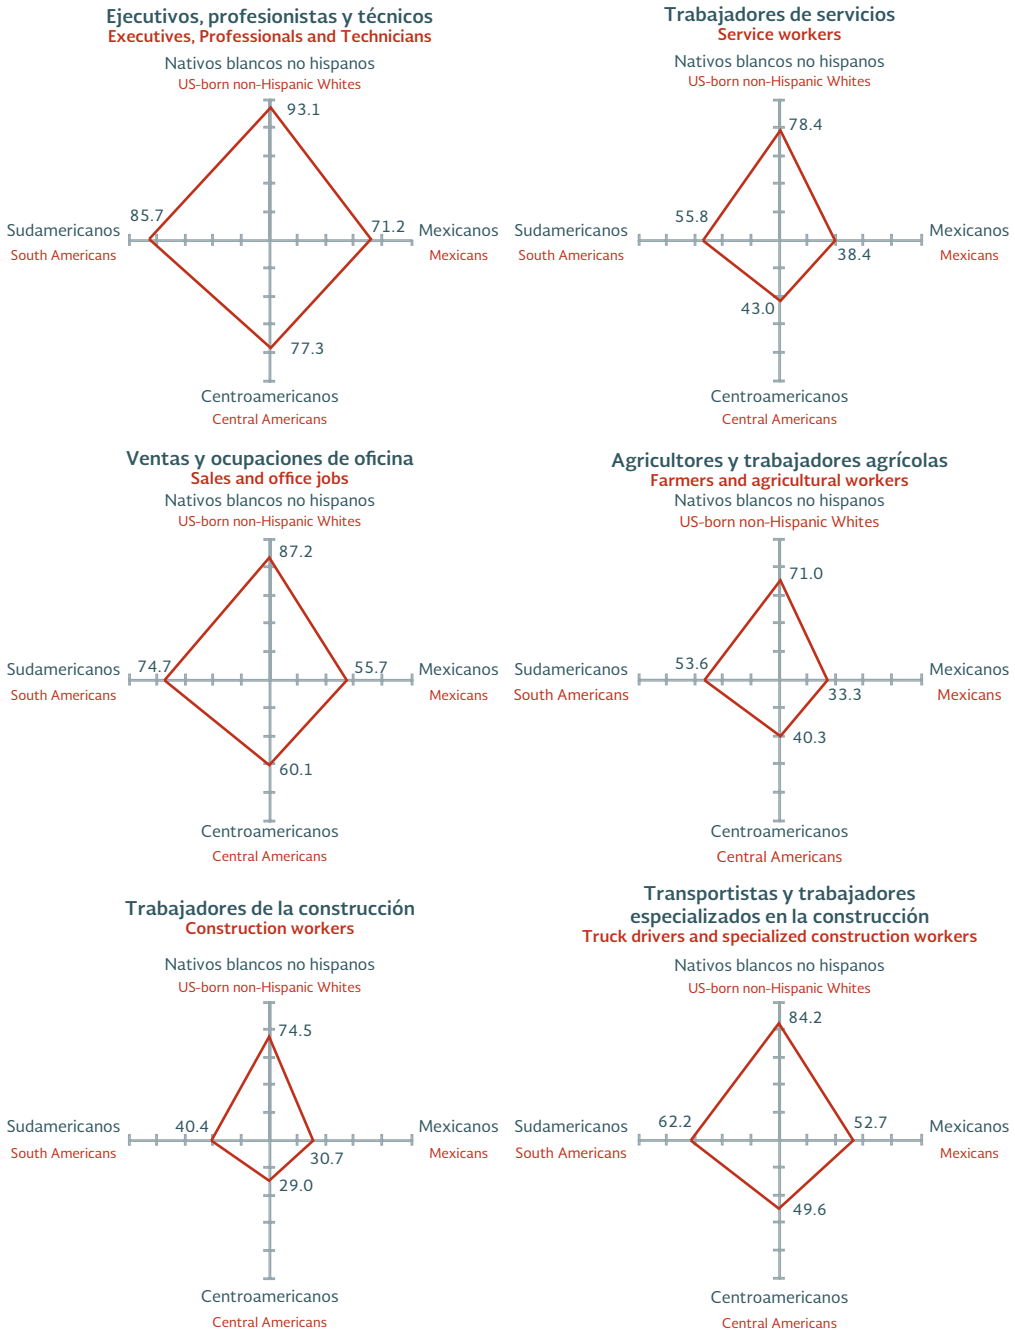 Ejecutivos, profesionistas y técnicos
Executives, Professionals and Technicians
Nativos blancos no hispanos
US-born non-Hispanic Whites
93.1
85.7
71.2
Sudamericanos
South Americans
Mexicanos
Mexicans
77.3
Centroamericanos
Central Americans
Trabajadores de servicios
Service workers
Nativos blancos no hispanos
US-born non-Hispanic Whites
78.4
55.8
Sudamericanos
South Americans
Mexicanos
Mexicans
38.4
43.0
Centroamericanos
Central Americans
Ventas y ocupaciones de oficina
Sales and office jobs
Nativos blancos no hispanos
US-born non-Hispanic Whites
87.2
74.7
55.7
Sudamericanos
South Americans
Mexicanos
Mexicans
60.1
Centroamericanos
Central Americans
Agricultores y trabajadores agrícolas
Farmers and agricultural workers
Nativos blancos no hispanos
US-born non-Hispanic Whites
71.0
53.6
Sudamericanos
South Americans
Mexicanos
Mexicans
33.3
40.3
Centroamericanos
Central Americans
Trabajadores de la construcción
Construction workers
Nativos blancos no hispanos
US-born non-Hispanic Whites
74.5
40.4
Sudamericanos
South Americans
Mexicanos
Mexicans
30.7
29.0
Centroamericanos
Central Americans
Transportistas y trabajadores
especializados en la construcción
Truck drivers and specialized construction workers
Nativos blancos no hispanos
US-born non-Hispanic Whites
84.2
62.2
52.7
Sudamericanos
South Americans
Mexicanos
Mexicans
49.6
Centroamericanos
Central Americans